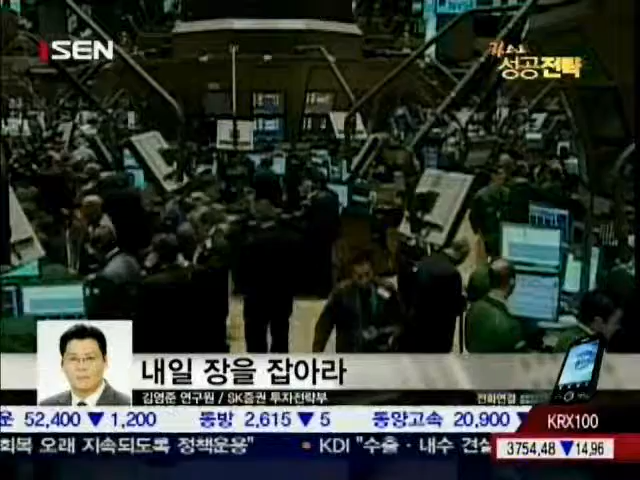 SEN
성공전략
내일 장을 잡아라
김영준 연구원 / SK증권 투자전략부
전화연결
운 52,400 ▼ 1,200 동방 2,615 ▼ 5 동양고속 20,900 ▼
KRX100
회복 오래 지속되도록 정책운용" • KDI "수출·내수 견실
3754,48 ▼ 14,96